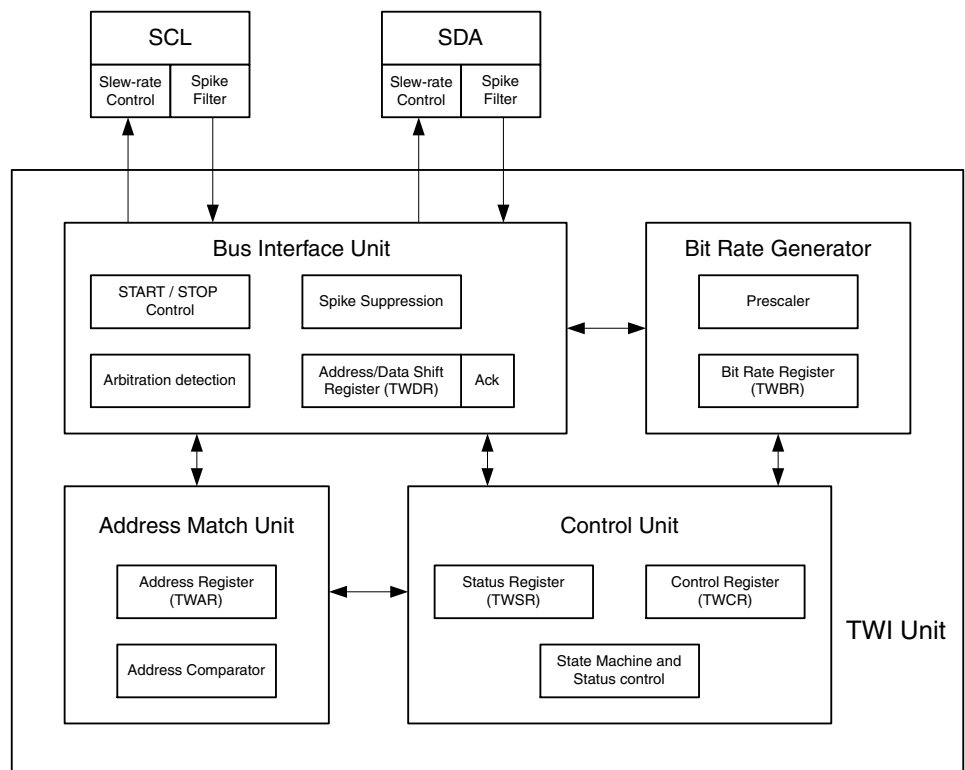 SCL
Slew-rate
Control
Spike
Filter
SDA
Slew-rate
Control
Spike
Filter
Bus Interface Unit
START / STOP
Control
Spike Suppression
Arbitration detection
Address/Data Shift
Register (TWDR)
Ack
Bit Rate Generator
Prescaler
Bit Rate Register
(TWBR)
Address Match Unit
Address Register
(TWAR)
Address Comparator
Control Unit
Status Register
(TWSR)
Control Register
(TWCR)
State Machine and
Status control
TWI Unit